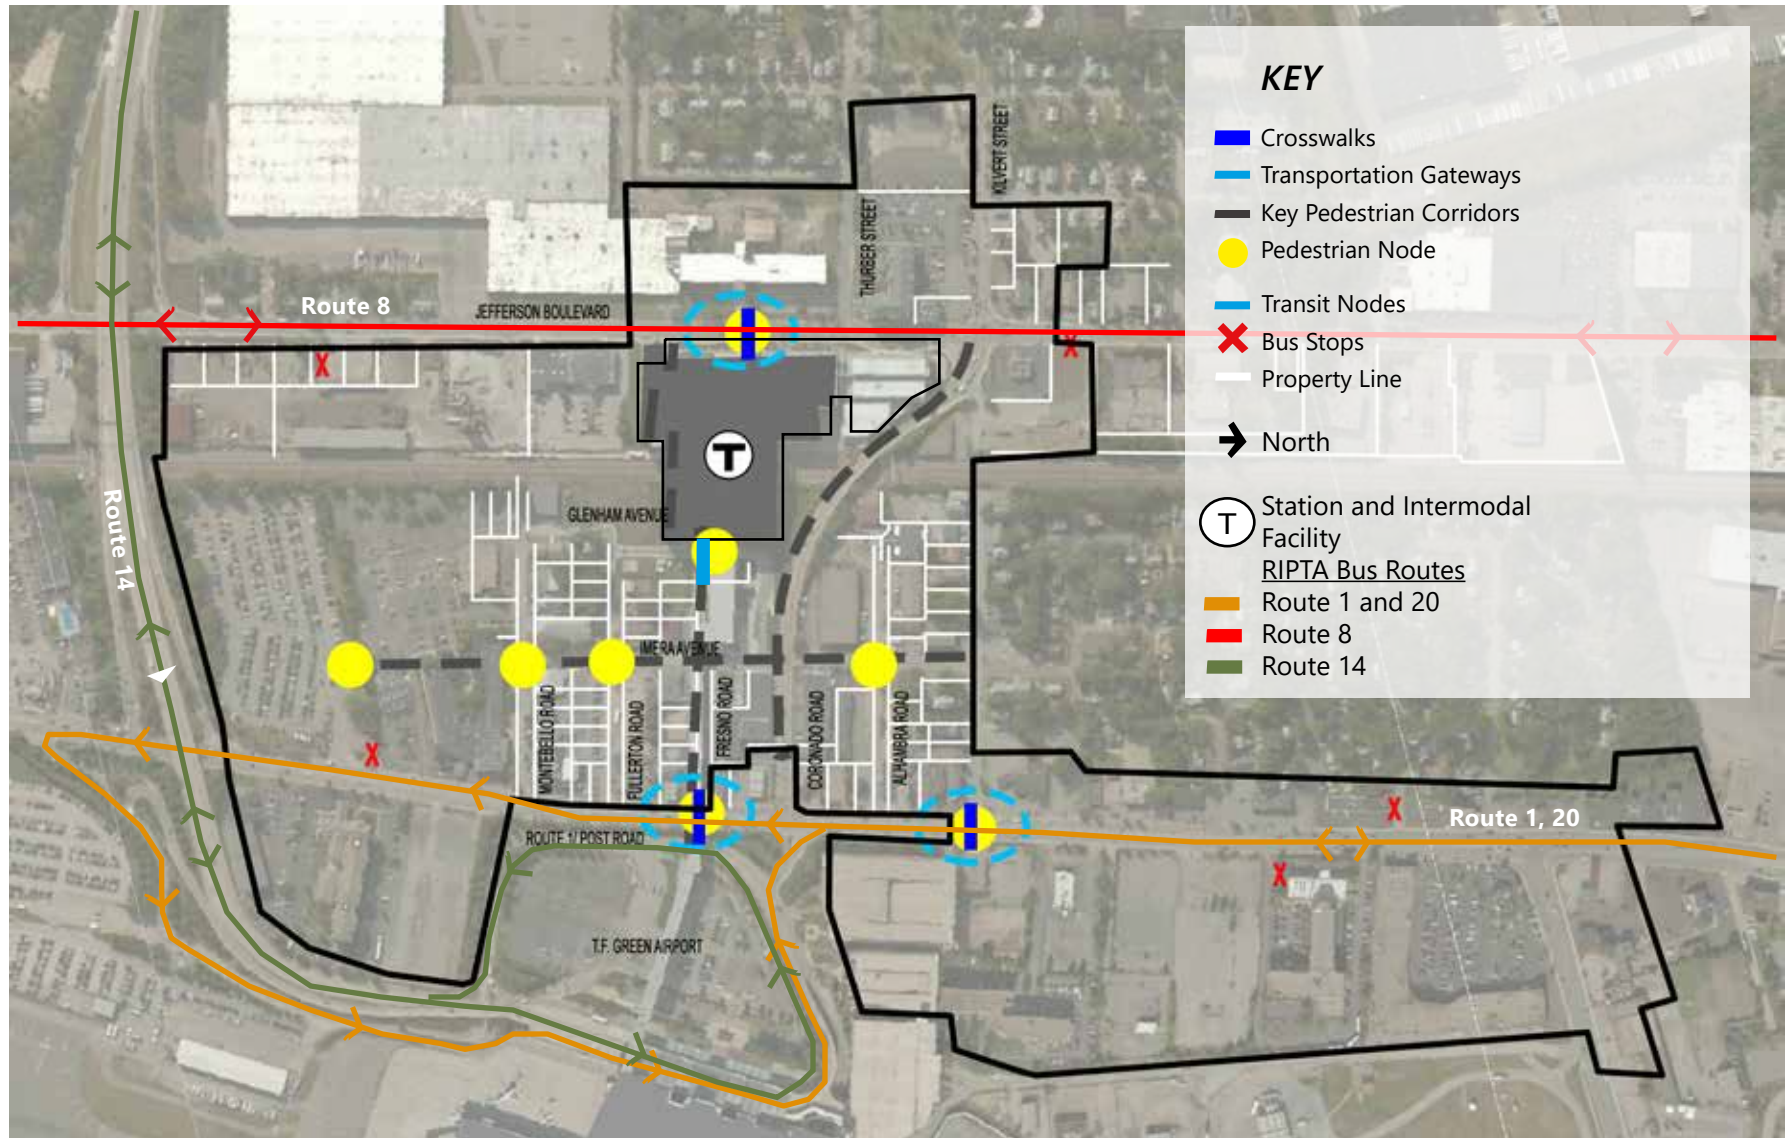 KEY
Crosswalks
Transportation Gateways
Key Pedestrian Corridors
Pedestrian Node
Transit Nodes
Bus Stops
Property Line
North
T
Station and Intermodal
Facility
RIPTA Bus Routes
Route 1 and 20
Route 8
Route 14
KILVERT STREET
THURBER STREET
Route 8
JEFFERSON BOULEVARD
T
Route 14
GLENHAM AVENUE
IMERA AVENUE
MONTEBELLO ROAD
FULLERTON ROAD
FRESNO ROAD
CORONADO ROAD
ALHAMBRA ROAD
ROUTE 1/ POST ROAD
Route 1, 20
T.F. GREEN AIRPORT